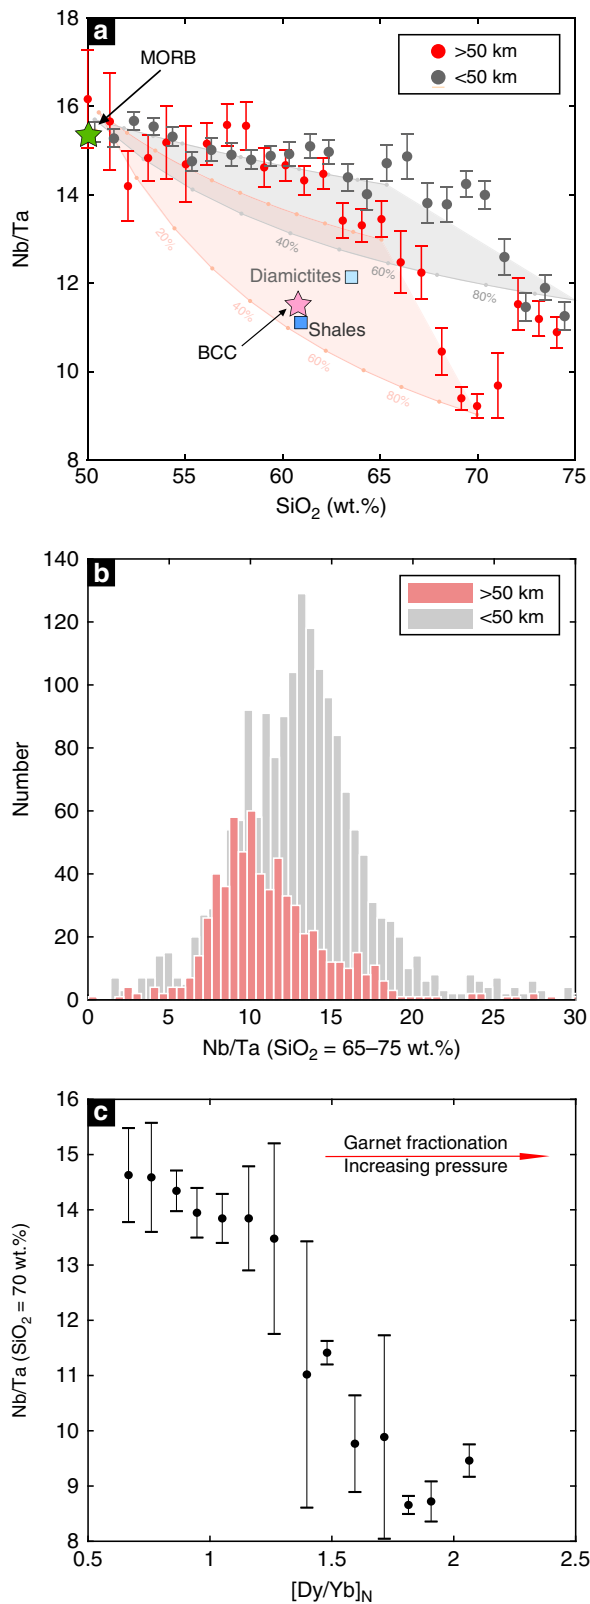 a
18
16
14
12
10
8
Nb/Ta
MORB
>50 km
<50 km
20%
40%
60%
80%
40%
60%
80%
Diamictites
Shales
BCC
50
55
60
65
70
75
SiO₂ (wt.%)
b
140
120
100
80
60
40
20
0
Number
>50 km
<50 km
0
5
10
15
20
25
30
Nb/Ta (SiO₂ = 65–75 wt.%)
c
16
15
14
13
12
11
10
9
8
Nb/Ta (SiO₂ = 70 wt.%)
Garnet fractionation
Increasing pressure
0.5
1
1.5
2
2.5
[Dy/Yb]N